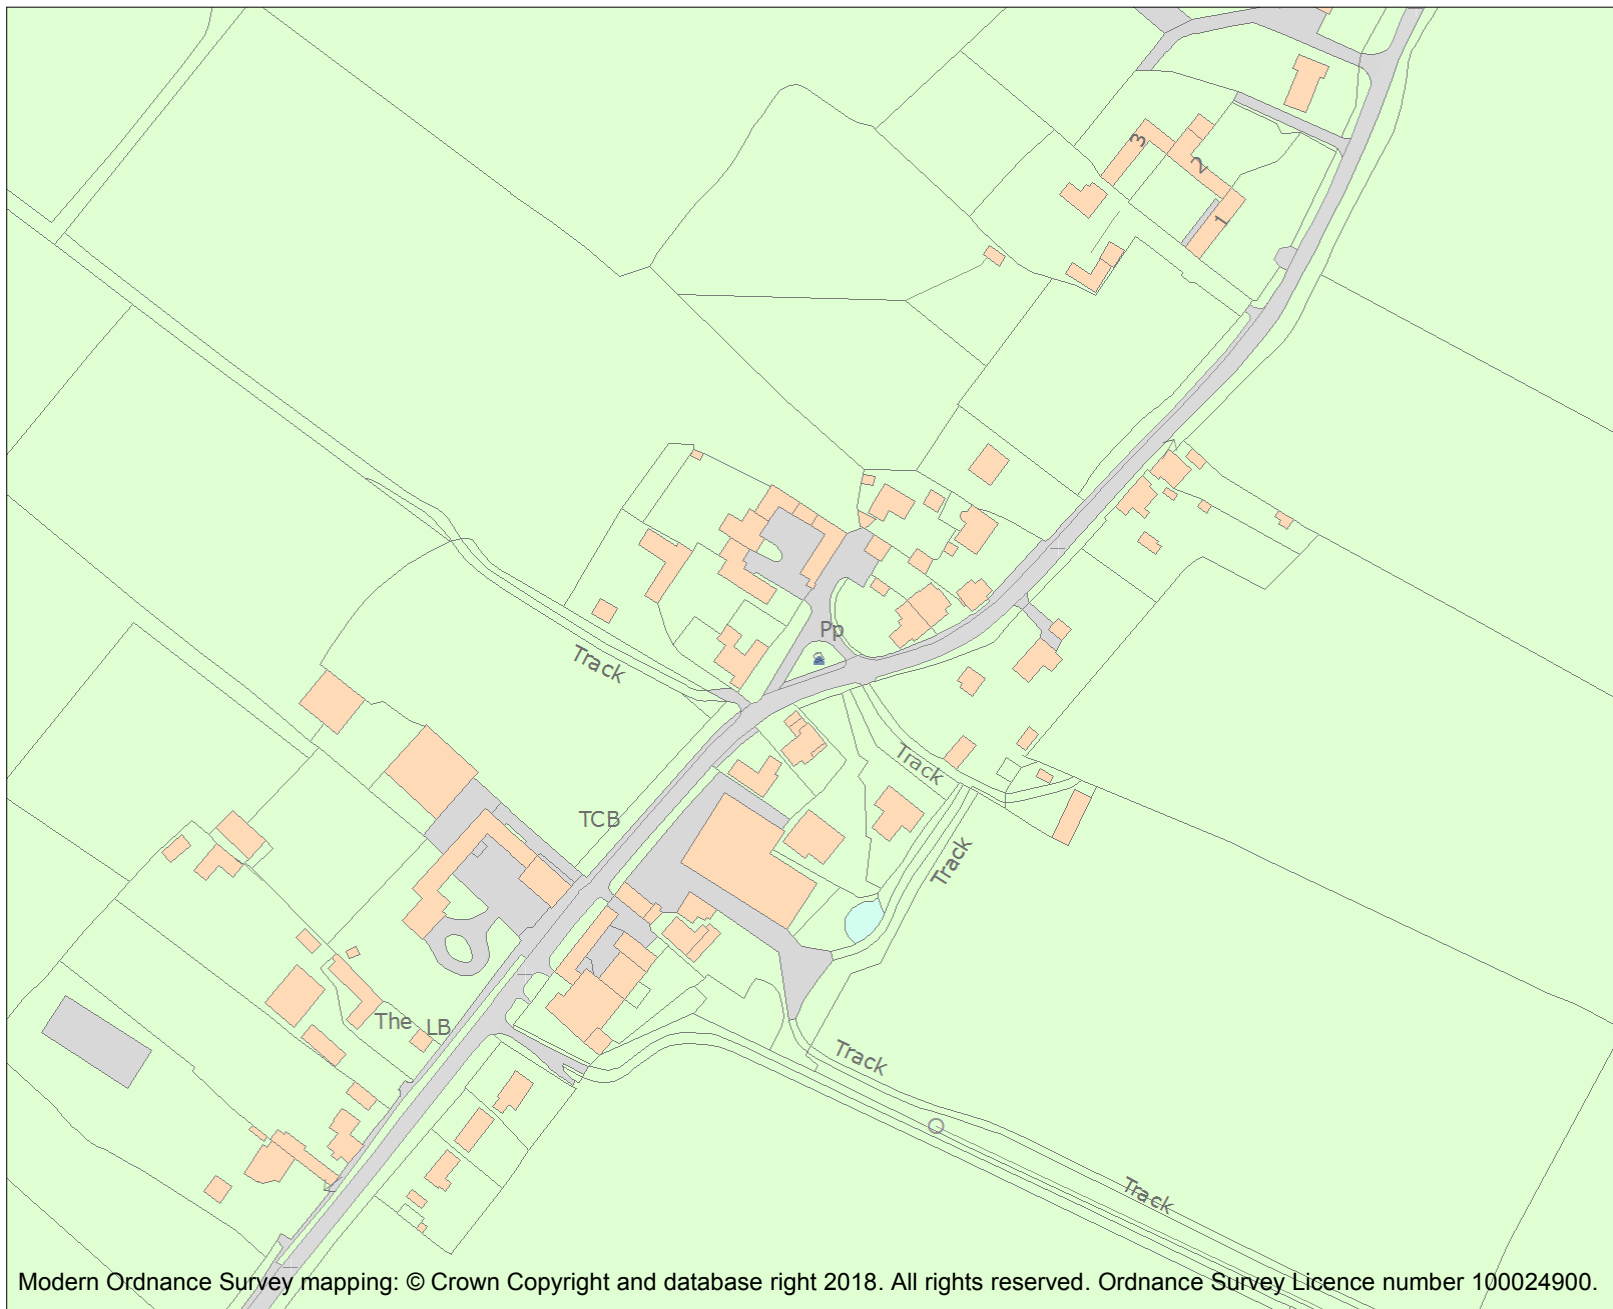 3
2
1
Pp
Track
Track
TCB
Track
The LB
Track
Track
Modern Ordnance Survey mapping: © Crown Copyright and database right 2018. All rights reserved. Ordnance Survey Licence number 100024900.